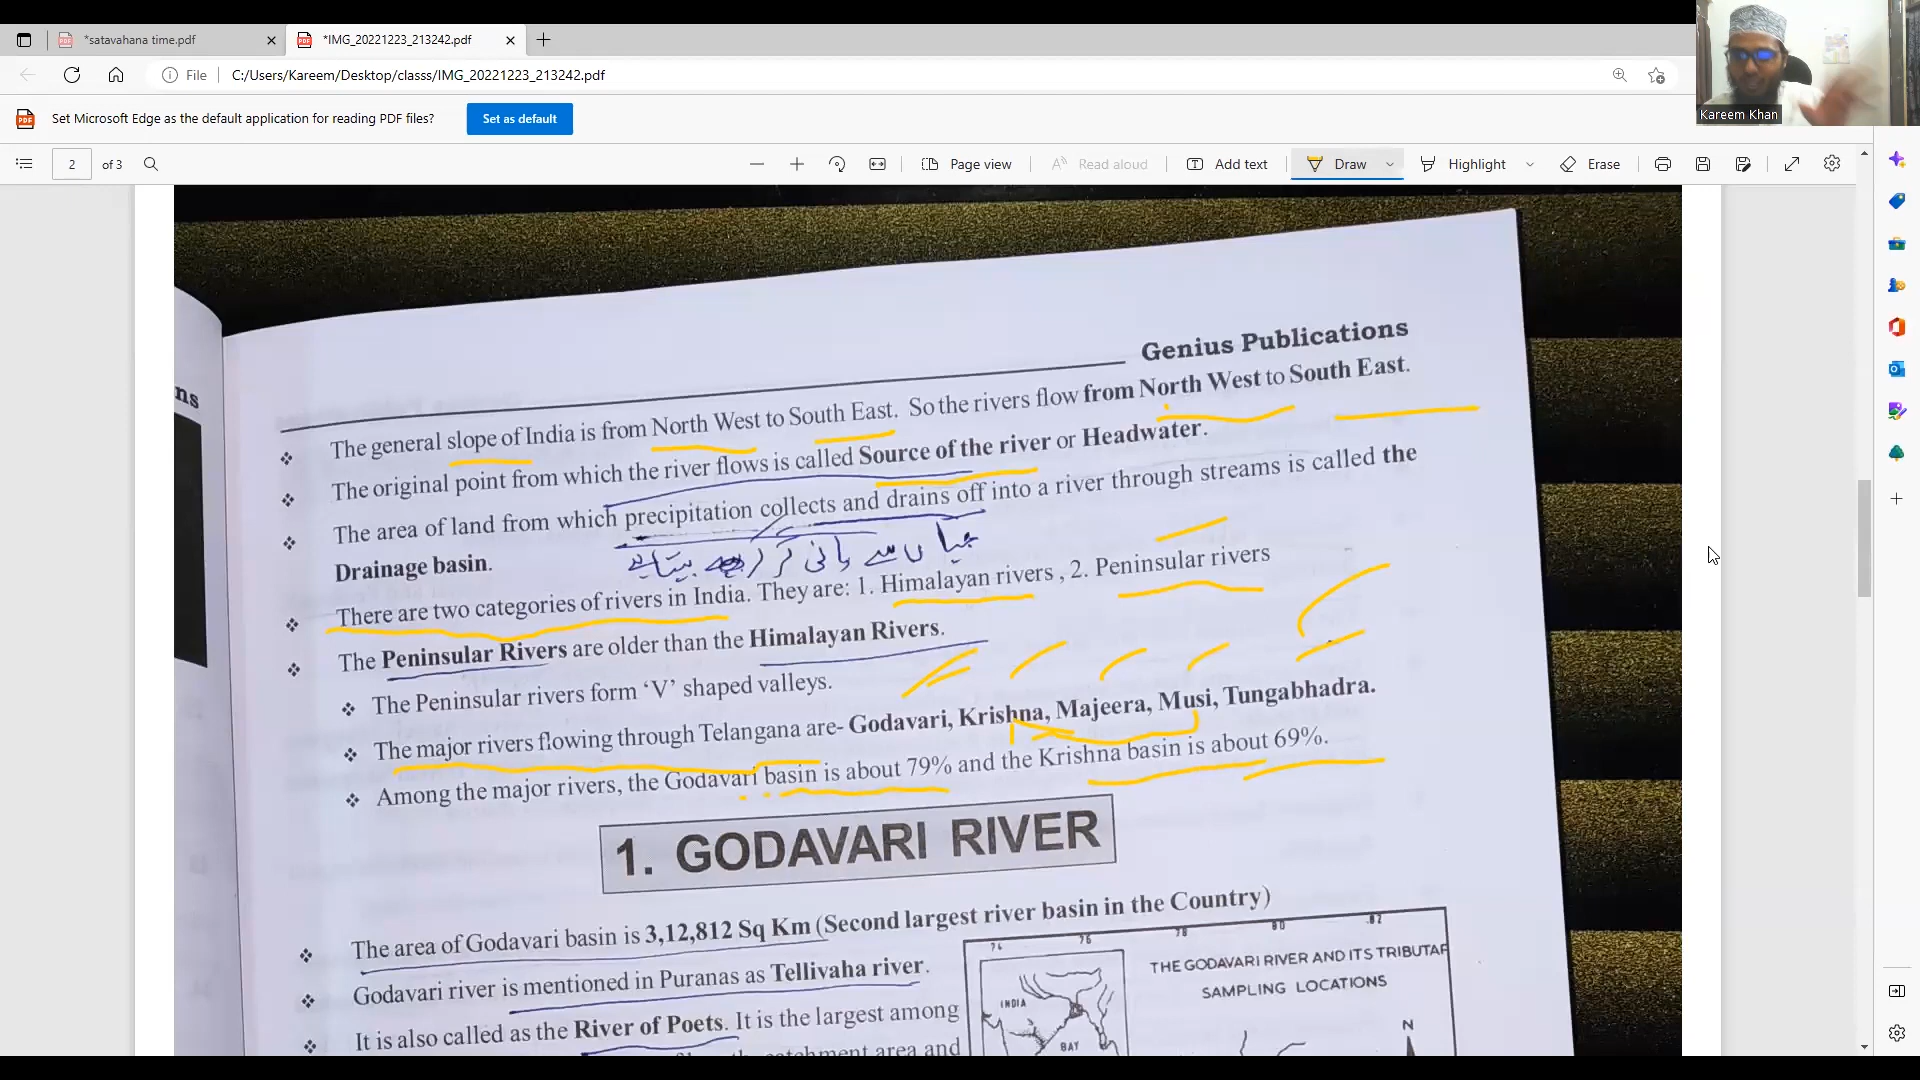 *satavahana time.pdf
*IMG_20221223_213242.pdf
File
C:/Users/Kareem/Desktop/classs/IMG_20221223_213242.pdf
Kareem Khan
Set Microsoft Edge as the default application for reading PDF files?
Set as default
2 of 3
Page view
Read aloud
Add text
Draw
Highlight
Erase
ns
Genius Publications
❖ The general slope of India is from North West to South East. So the rivers flow from North West to South East.
❖ The original point from which the river flows is called Source of the river or Headwater.
❖ The area of land from which precipitation collects and drains off into a river through streams is called the
Drainage basin.
❖ There are two categories of rivers in India. They are: 1. Himalayan rivers , 2. Peninsular rivers
❖ The Peninsular Rivers are older than the Himalayan Rivers.
❖ The Peninsular rivers form ‘V’ shaped valleys.
❖ The major rivers flowing through Telangana are- Godavari, Krishna, Majeera, Musi, Tungabhadra.
❖ Among the major rivers, the Godavari basin is about 79% and the Krishna basin is about 69%.
1. GODAVARI RIVER
❖ The area of Godavari basin is 3,12,812 Sq Km (Second largest river basin in the Country)
❖ Godavari river is mentioned in Puranas as Tellivaha river.
❖ It is also called as the River of Poets. It is the largest among
catchment area and
74 76 78 80 82
THE GODAVARI RIVER AND ITS TRIBUTAR
SAMPLING LOCATIONS
INDIA
BAY
N